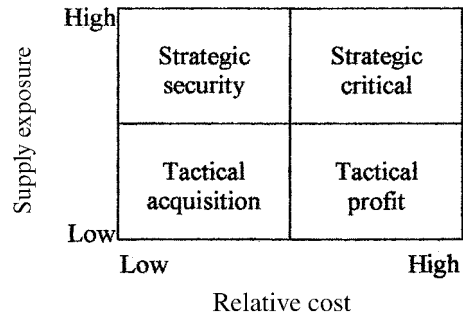 High
Strategic
security
Strategic
critical
Supply exposure
Tactical
acquisition
Tactical
profit
Low
Low
High
Relative cost